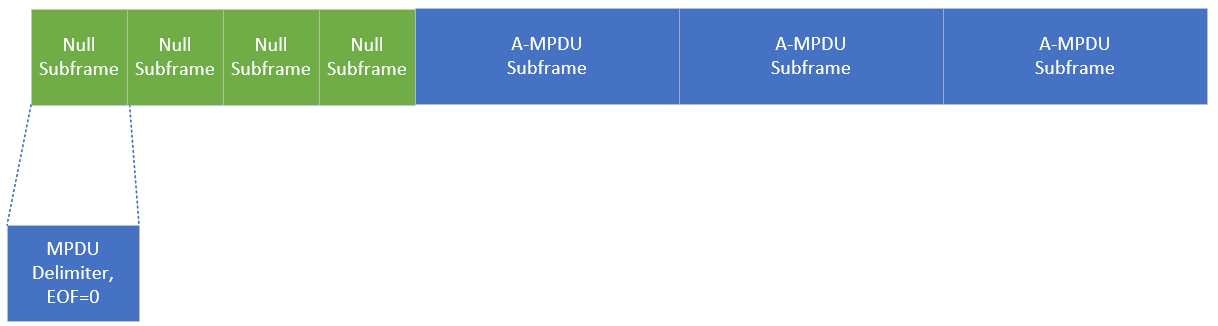 Null
Subframe
Null
Subframe
Null
Subframe
Null
Subframe
A-MPDU
Subframe
A-MPDU
Subframe
A-MPDU
Subframe
MPDU
Delimiter,
EOF=0